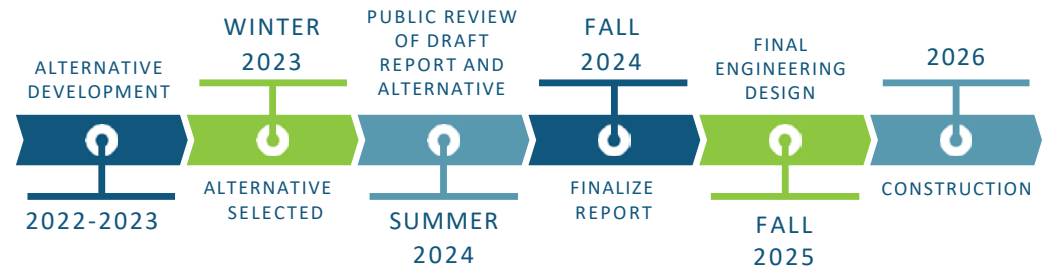 ALTERNATIVE
DEVELOPMENT
2022-2023
WINTER
2023
ALTERNATIVE
SELECTED
PUBLIC REVIEW
OF DRAFT
REPORT AND
ALTERNATIVE
SUMMER
2024
FALL
2024
FINALIZE
REPORT
FINAL
ENGINEERING
DESIGN
FALL
2025
2026
CONSTRUCTION